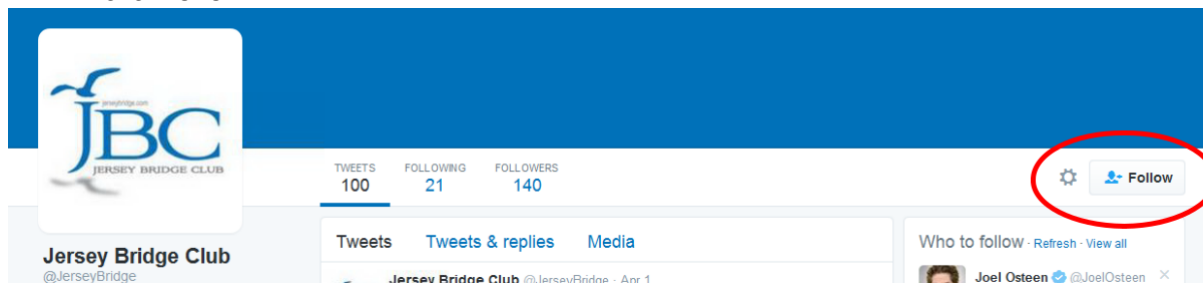 jerseybridge.com
JBC
JERSEY BRIDGE CLUB
TWEETS FOLLOWING FOLLOWERS
100 21 140
Follow
Jersey Bridge Club
@JerseyBridge
Tweets Tweets & replies Media
Jersey Bridge Club @JerseyBridge · Apr 1
Who to follow · Refresh · View all
Joel Osteen @JoelOsteen